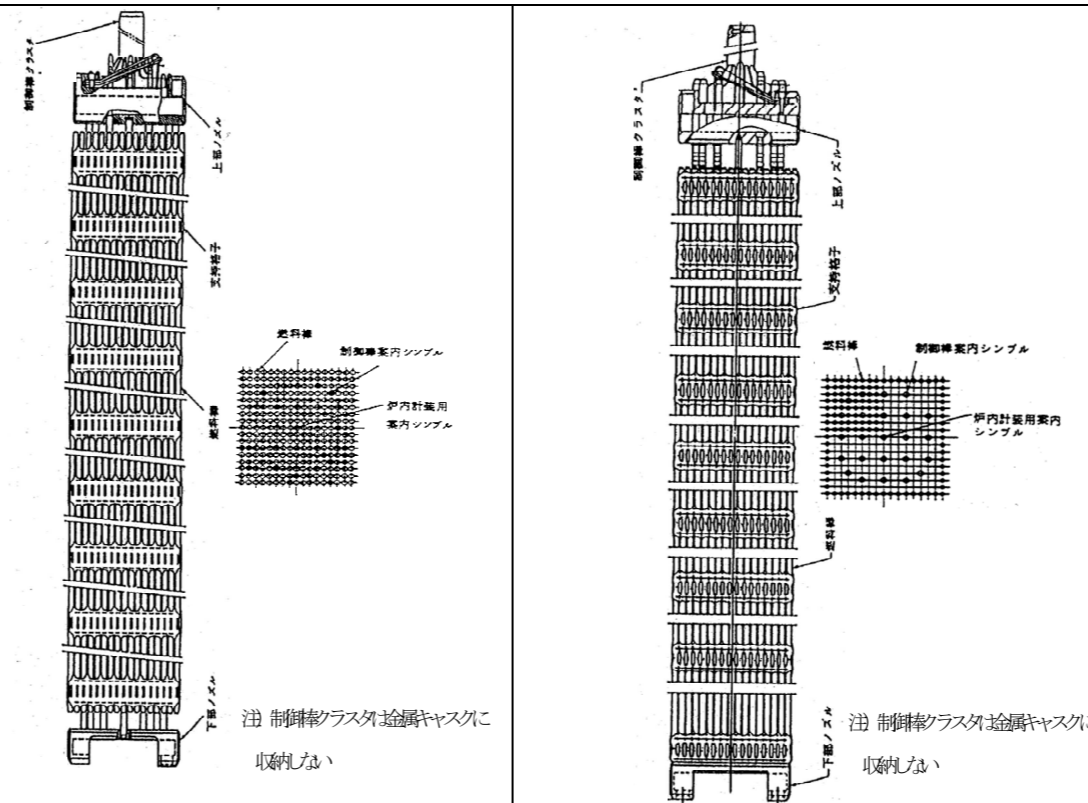 制御棒クラスタ
上部ノズル
支持格子
燃料棒
制御棒案内シンブル
炉内計装用
案内シンブル
燃料棒
下部ノズル
注) 制御棒クラスタは金属キャスクに
収納しない
制御棒クラスタ
上部ノズル
支持格子
燃料棒
制御棒案内シンブル
炉内計装用案内
シンブル
燃料棒
下部ノズル
注) 制御棒クラスタは金属キャスクに
収納しない